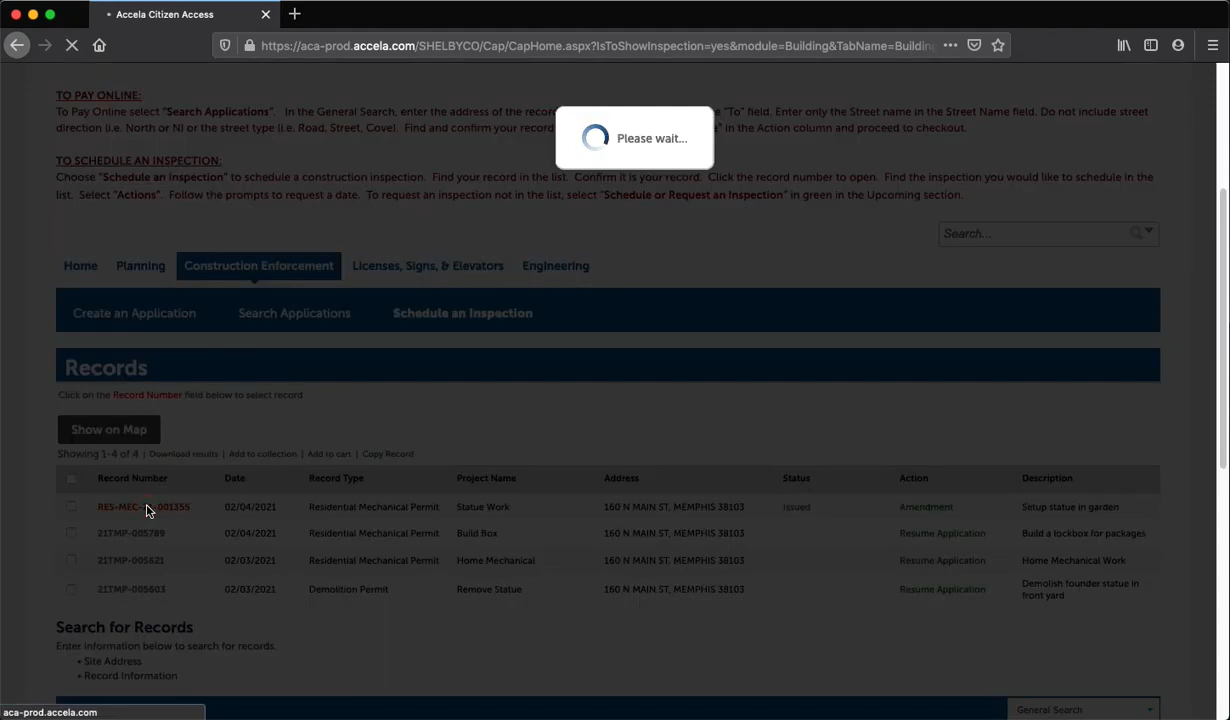 Accela Citizen Access
https://aca-prod.accela.com/SHELBYCO/Cap/CapHome.aspx?IsToShowInspection=yes&module=Building&TabName=Building
TO PAY ONLINE:
To Pay Online select "Search Applications". In the General Search, enter the address of the recor "To" field. Enter only the Street name in the Street Name field. Do not include street
direction (i.e. North or N) or the street type (i.e. Road, Street, Cove). Find and confirm your record in the Action column and proceed to checkout.
Please wait...
TO SCHEDULE AN INSPECTION:
Choose "Schedule an Inspection" to schedule a construction inspection. Find your record in the list. Confirm it is your record. Click the record number to open. Find the inspection you would like to schedule in the
list. Select "Actions". Follow the prompts to request a date. To request an inspection not in the list, select "Schedule or Request an Inspection" in green in the Upcoming section.
Search...
Home Planning Construction Enforcement Licenses, Signs, & Elevators Engineering
Create an Application Search Applications Schedule an Inspection
Records
Click on the Record Number field below to select record
Show on Map
Showing 1-4 of 4 | Download results | Add to collection | Add to cart | Copy Record
Record Number Date Record Type Project Name Address Issued Action Description
RES-MEC- -001355 02/04/2021 Residential Mechanical Permit Statue Work 160 N MAIN ST, MEMPHIS 38103 Issued Amendment Setup statue in garden
21TMP-005789 02/04/2021 Residential Mechanical Permit Build Box 160 N MAIN ST, MEMPHIS 38103 Resume Application Build a lockbox for packages
21TMP-005621 02/03/2021 Residential Mechanical Permit Home Mechanical 160 N MAIN ST, MEMPHIS 38103 Resume Application Home Mechanical Work
21TMP-005603 02/03/2021 Demolition Permit Remove Statue 160 N MAIN ST, MEMPHIS 38103 Resume Application Demolish founder statue in
front yard
Search for Records
Enter information below to search for records.
• Site Address
• Record Information
General Search
aca-prod.accela.com